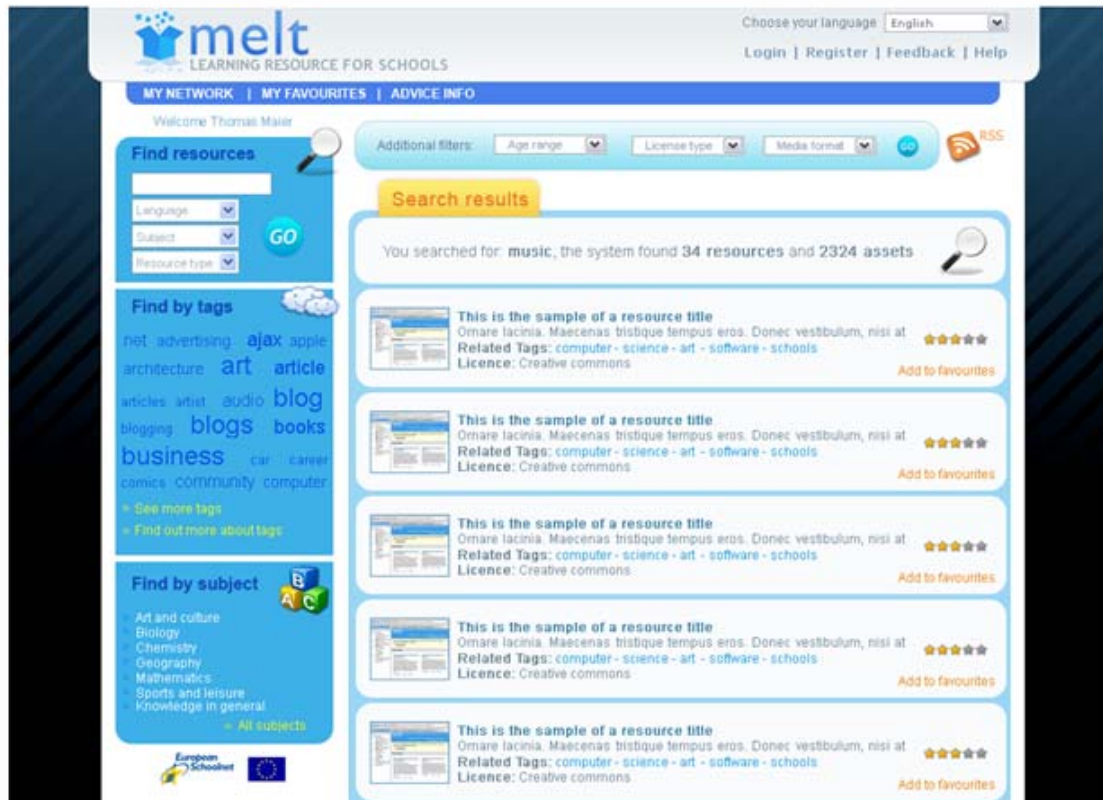 melt
LEARNING RESOURCE FOR SCHOOLS
Choose your language English
Login | Register | Feedback | Help
MY NETWORK | MY FAVOURITES | ADVICE INFO
Welcome Thomas Maier
Find resources
Language
Subject
Resource type
GO
Find by tags
net advertising ajax apple
architecture art article
articles artist audio blog
blogging blogs books
business car career
comics community computer
» See more tags
» Find out more about tags
Find by subject
B
A C
Art and culture
Biology
Chemistry
Geography
Mathematics
Sports and leisure
Knowledge in general
» All subjects
European
Schoolnet
Additional filters: Age range License type Media format GO
RSS
Search results
You searched for: music, the system found 34 resources and 2324 assets
This is the sample of a resource title
Ornare lacinia. Maecenas tristique tempus eros. Donec vestibulum, nisi at
Related Tags: computer - science - art - software - schools
Licence: Creative commons
Add to favourites
This is the sample of a resource title
Ornare lacinia. Maecenas tristique tempus eros. Donec vestibulum, nisi at
Related Tags: computer - science - art - software - schools
Licence: Creative commons
Add to favourites
This is the sample of a resource title
Ornare lacinia. Maecenas tristique tempus eros. Donec vestibulum, nisi at
Related Tags: computer - science - art - software - schools
Licence: Creative commons
Add to favourites
This is the sample of a resource title
Ornare lacinia. Maecenas tristique tempus eros. Donec vestibulum, nisi at
Related Tags: computer - science - art - software - schools
Licence: Creative commons
Add to favourites
This is the sample of a resource title
Ornare lacinia. Maecenas tristique tempus eros. Donec vestibulum, nisi at
Related Tags: computer - science - art - software - schools
Licence: Creative commons
Add to favourites